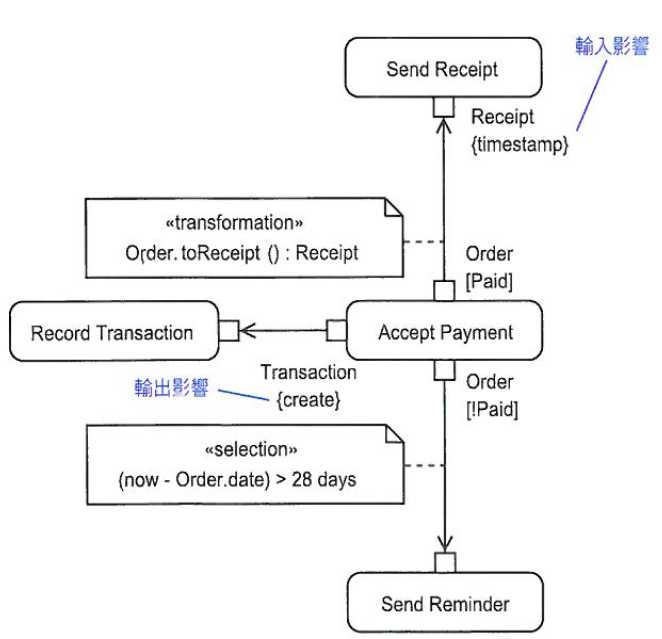 輸入影響
Send Receipt
Receipt
{timestamp}
«transformation»
Order.toReceipt () : Receipt
Order
[Paid]
Record Transaction
Accept Payment
Transaction
{create}
輸出影響
Order
[!Paid]
«selection»
(now - Order.date) > 28 days
Send Reminder